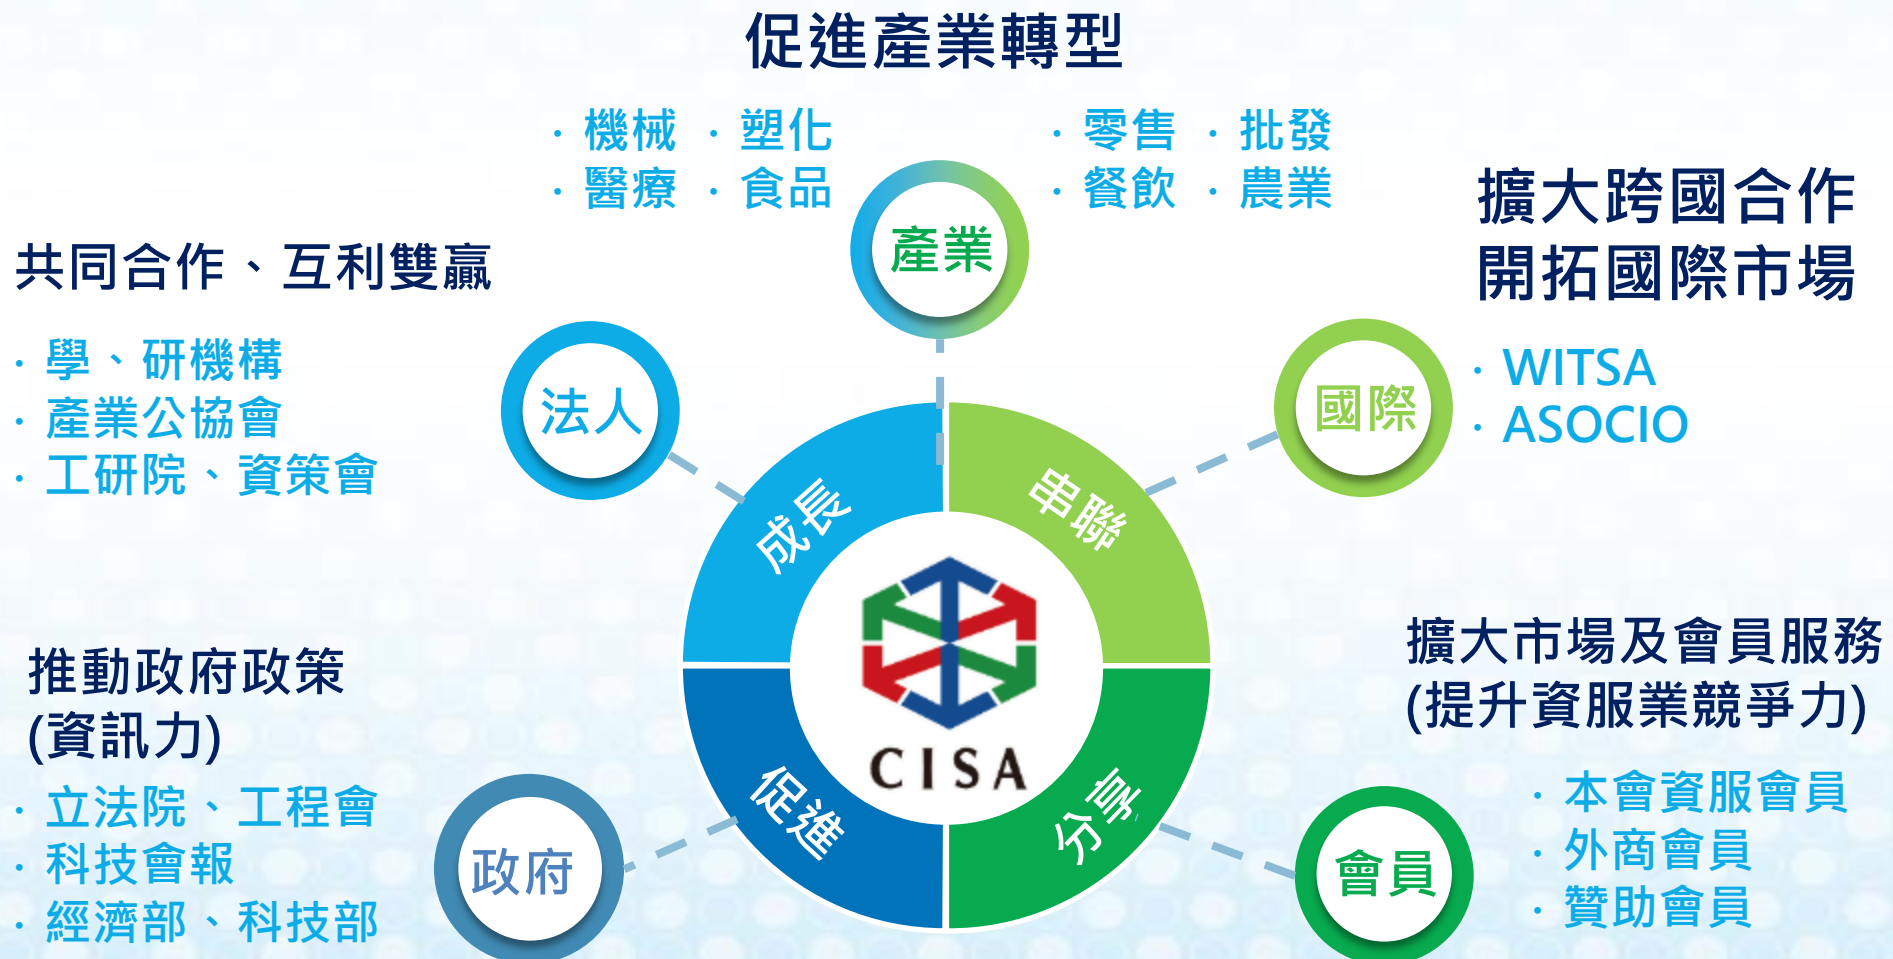 促進產業轉型
· 機械 · 塑化
· 醫療 · 食品
· 零售 · 批發
· 餐飲 · 農業
產業
擴大跨國合作
開拓國際市場
· WITSA
· ASOCIO
國際
共同合作、互利雙贏
· 學、研機構
· 產業公協會
· 工研院、資策會
法人
成長
串聯
CISA
促進
分享
推動政府政策
(資訊力)
· 立法院、工程會
· 科技會報
· 經濟部、科技部
政府
擴大市場及會員服務
(提升資服業競爭力)
· 本會資服會員
· 外商會員
· 贊助會員
會員